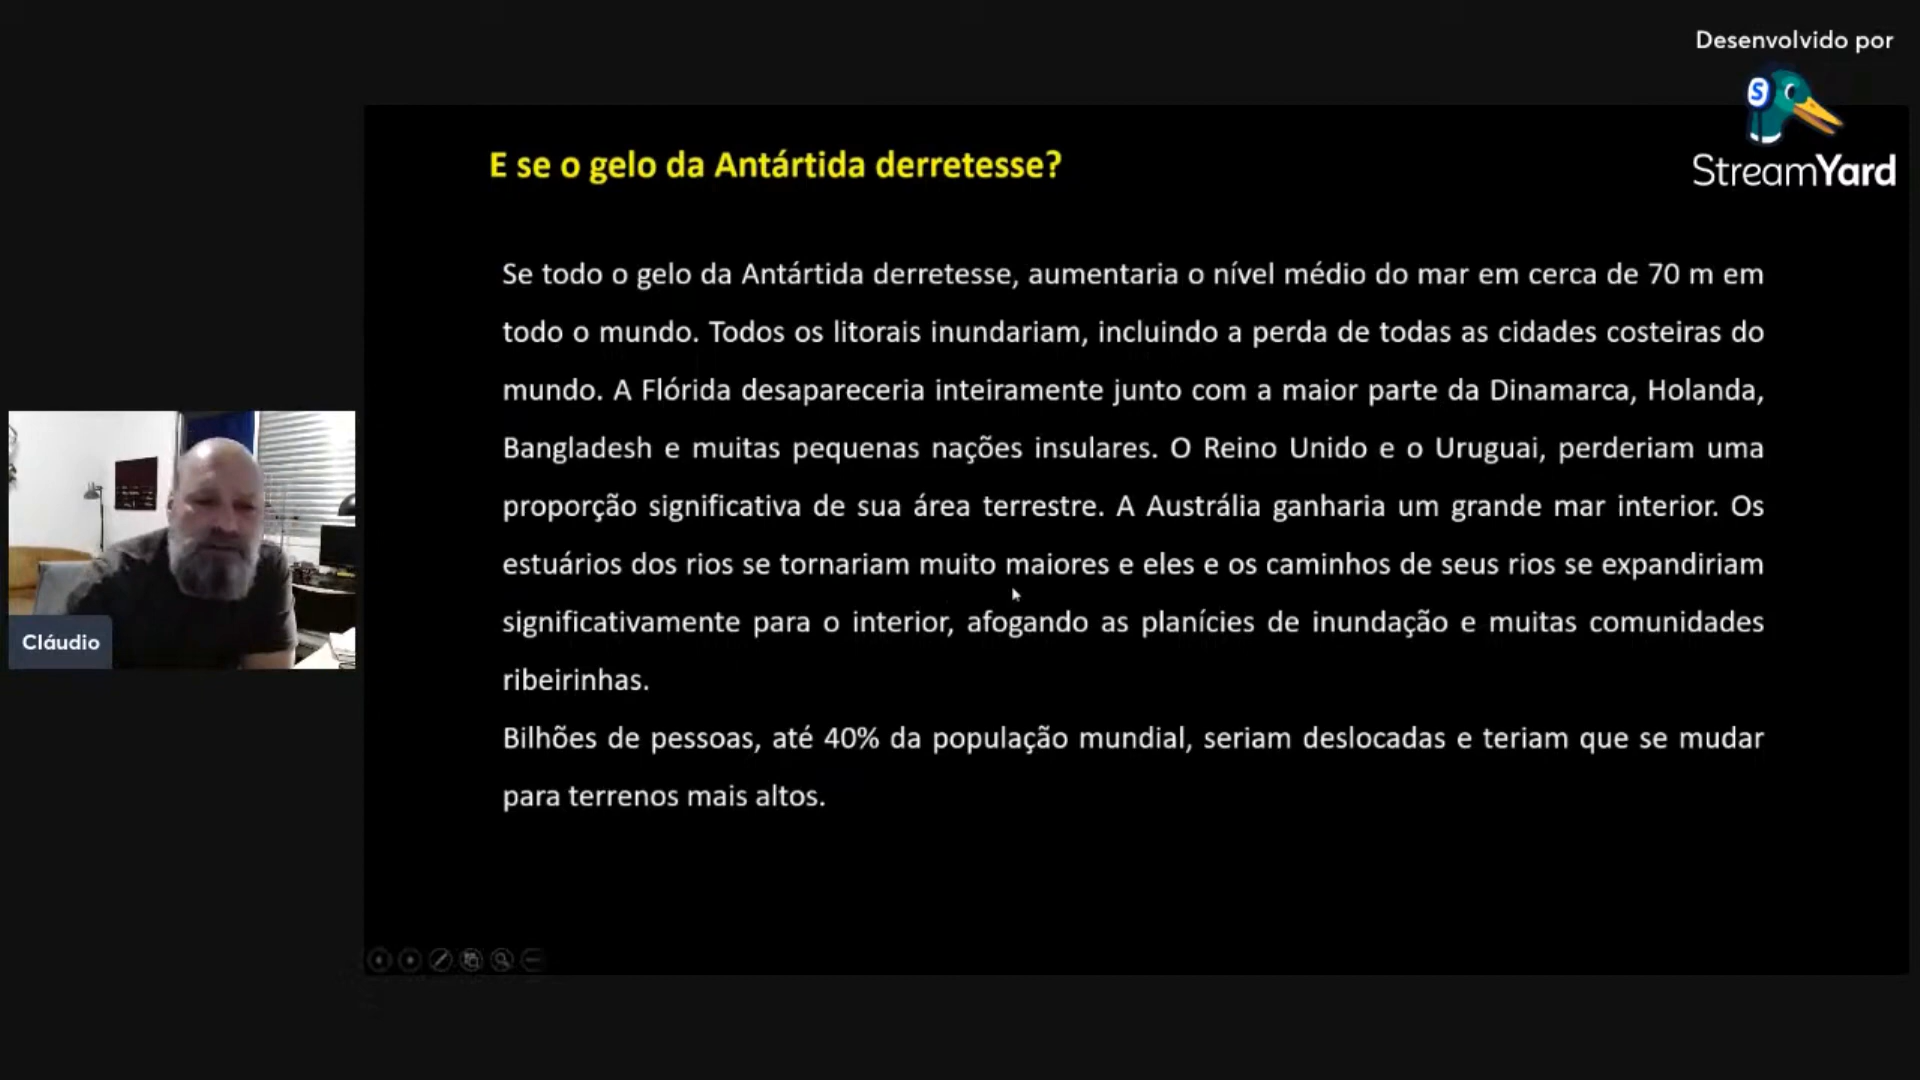 Desenvolvido por
StreamYard
E se o gelo da Antártida derretesse?
Se todo o gelo da Antártida derretesse, aumentaria o nível médio do mar em cerca de 70 m em
todo o mundo. Todos os litorais inundariam, incluindo a perda de todas as cidades costeiras do
mundo. A Flórida desapareceria inteiramente junto com a maior parte da Dinamarca, Holanda,
Bangladesh e muitas pequenas nações insulares. O Reino Unido e o Uruguai, perderiam uma
proporção significativa de sua área terrestre. A Austrália ganharia um grande mar interior. Os
estuários dos rios se tornariam muito maiores e eles e os caminhos de seus rios se expandiriam
significativamente para o interior, afogando as planícies de inundação e muitas comunidades
ribeirinhas.
Bilhões de pessoas, até 40% da população mundial, seriam deslocadas e teriam que se mudar
para terrenos mais altos.
Cláudio